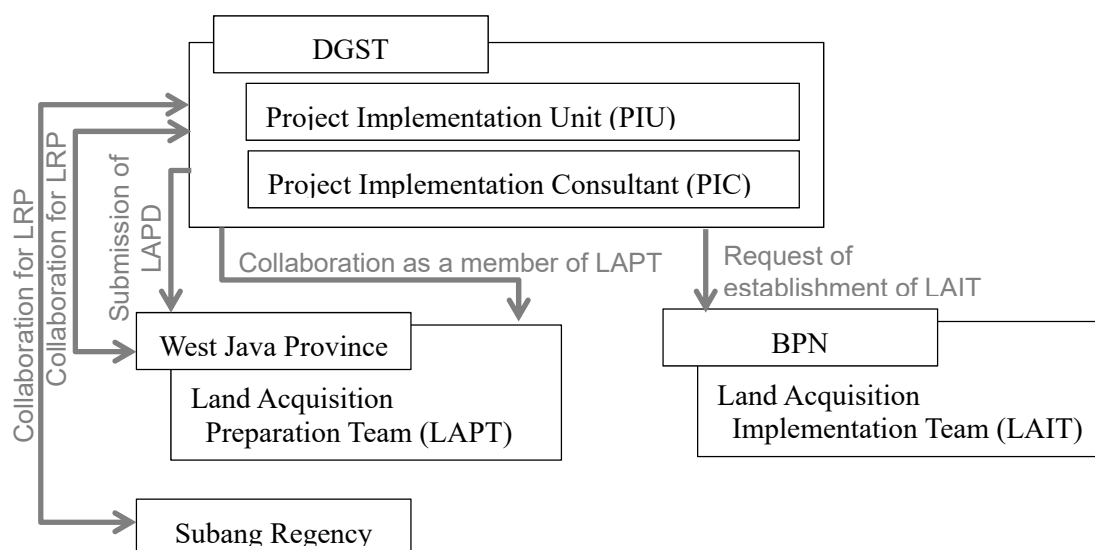 DGST
Project Implementation Unit (PIU)
Project Implementation Consultant (PIC)
Collaboration for LRP
Collaboration for LRP
Submission of
LAPD
Collaboration as a member of LAPT
Request of
establishment of LAIT
West Java Province
Land Acquisition
Preparation Team (LAPT)
BPN
Land Acquisition
Implementation Team (LAIT)
Subang Regency